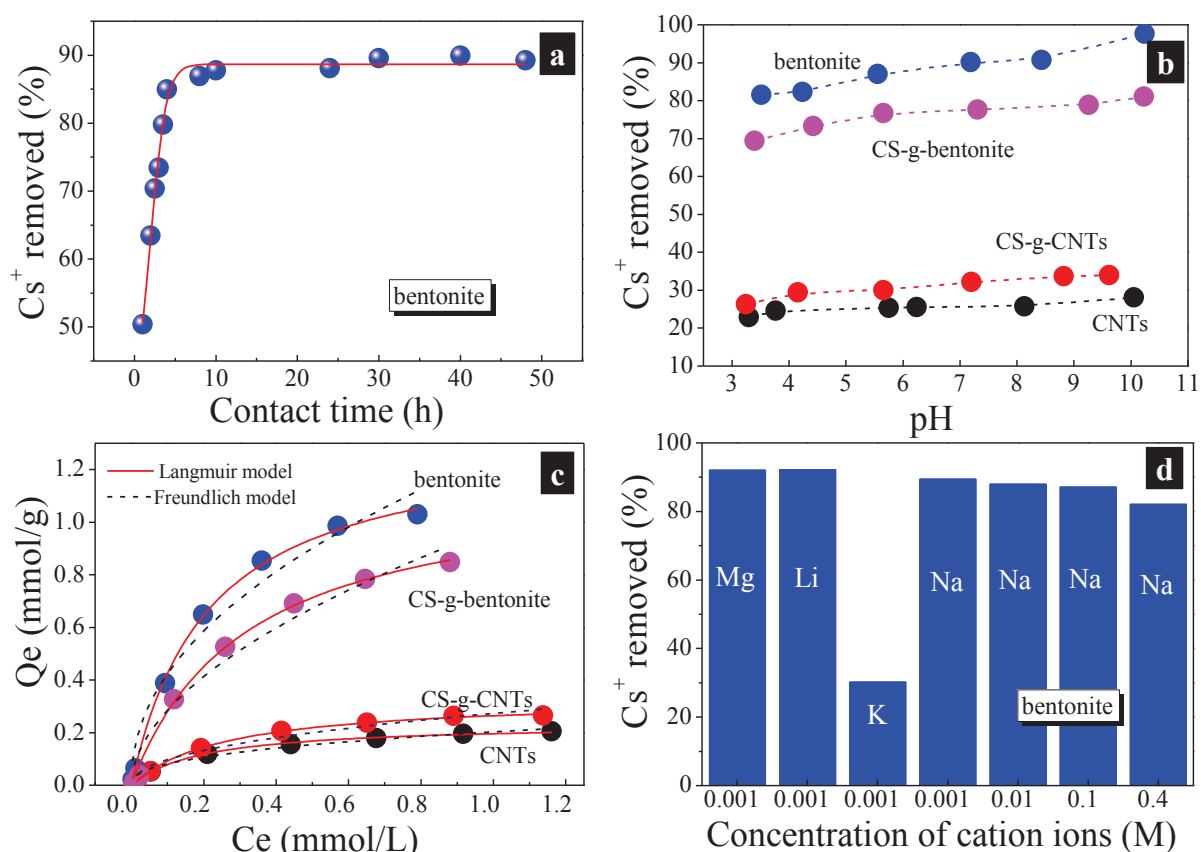 a
Cs+ removed (%)
90
80
70
60
50
0 10 20 30 40 50
Contact time (h)
bentonite
b
Cs+ removed (%)
100
90
80
70
60
50
40
30
20
10
3 4 5 6 7 8 9 10 11
pH
bentonite
CS-g-bentonite
CS-g-CNTs
CNTs
c
Qe (mmol/g)
1.2
1.0
0.8
0.6
0.4
0.2
0.0
0.0 0.2 0.4 0.6 0.8 1.0 1.2
Ce (mmol/L)
Langmuir model
Freundlich model
bentonite
CS-g-bentonite
CS-g-CNTs
CNTs
d
Cs+ removed (%)
100
80
60
40
20
0
Mg Li K Na Na Na Na
bentonite
0.001 0.001 0.001 0.001 0.01 0.1 0.4
Concentration of cation ions (M)